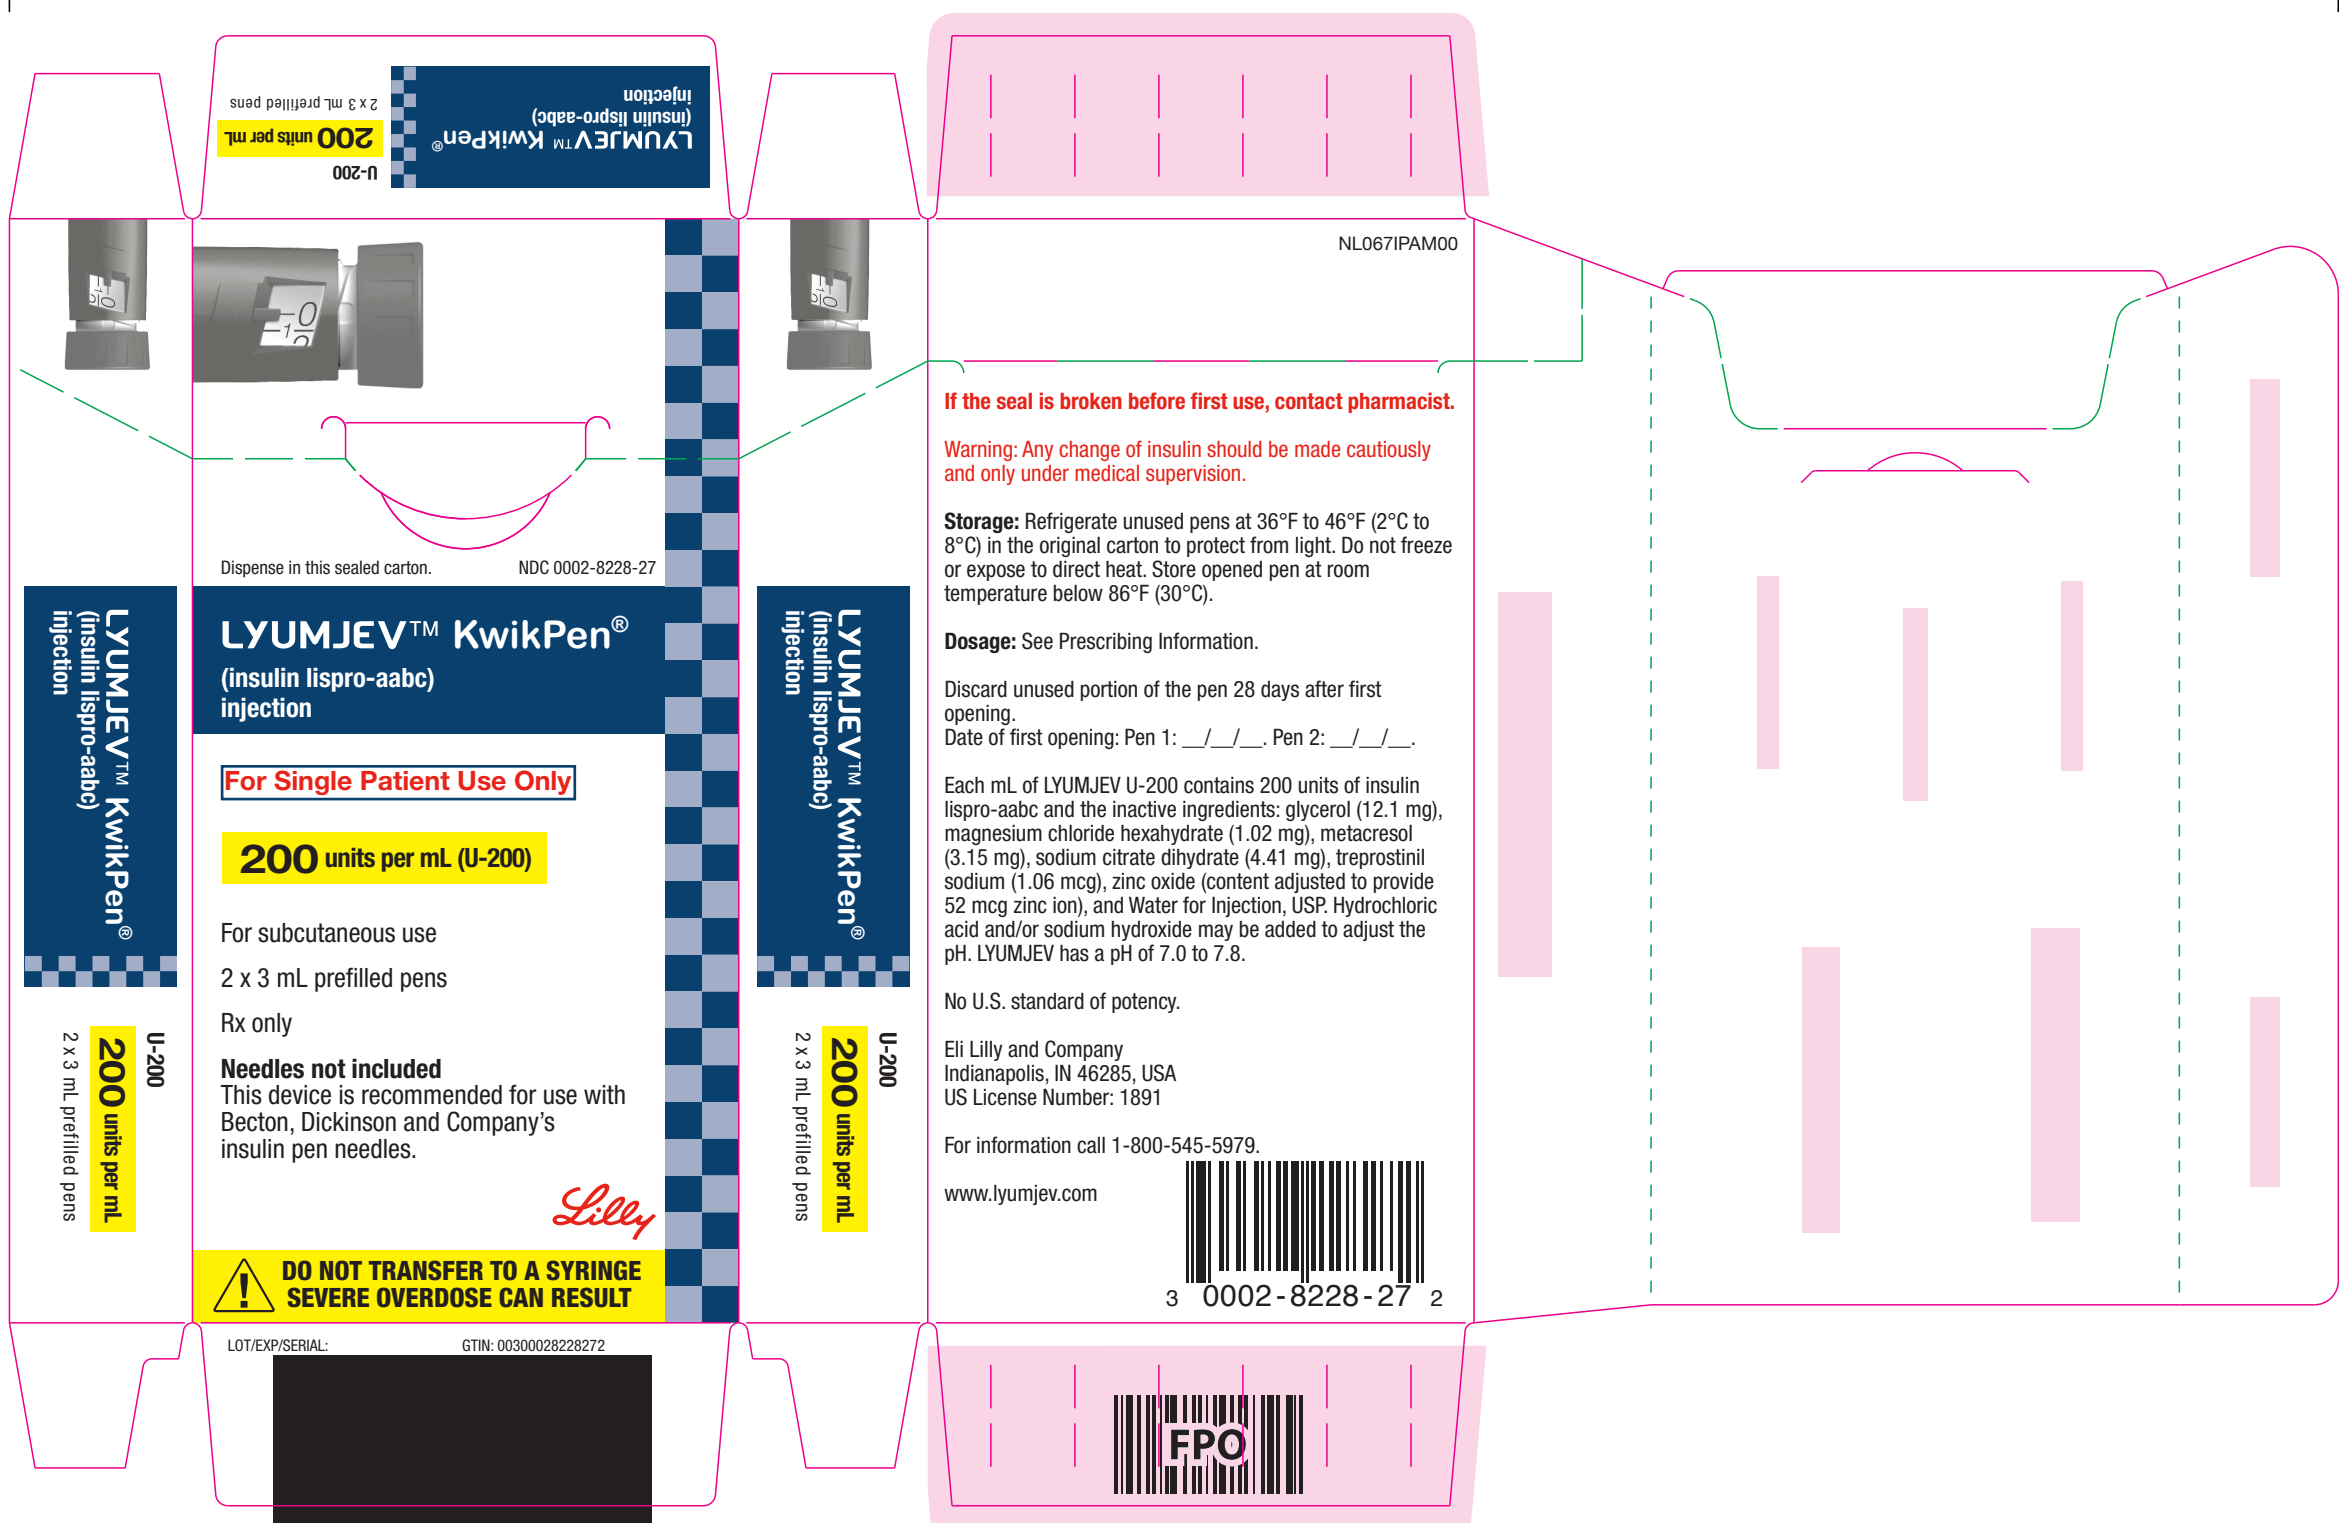 LYUMJEV™ KwikPen®
(insulin lispro-aabc)
injection
U-200
200 units per mL
2 x 3 mL prefilled pens
LYUMJEV™ KwikPen®
(insulin lispro-aabc)
injection
U-200
200 units per mL
2 x 3 mL prefilled pens
0
1
Dispense in this sealed carton. NDC 0002-8228-27
LYUMJEV™ KwikPen®
(insulin lispro-aabc)
injection
For Single Patient Use Only
200 units per mL (U-200)
For subcutaneous use
2 x 3 mL prefilled pens
Rx only
Needles not included
This device is recommended for use with
Becton, Dickinson and Company’s
insulin pen needles.
Lilly
DO NOT TRANSFER TO A SYRINGE
SEVERE OVERDOSE CAN RESULT
LOT/EXP/SERIAL: GTIN: 00300028228272
LYUMJEV™ KwikPen®
(insulin lispro-aabc)
injection
U-200
200 units per mL
2 x 3 mL prefilled pens
NL067IPAM00
If the seal is broken before first use, contact pharmacist.
Warning: Any change of insulin should be made cautiously
and only under medical supervision.
Storage: Refrigerate unused pens at 36°F to 46°F (2°C to
8°C) in the original carton to protect from light. Do not freeze
or expose to direct heat. Store opened pen at room
temperature below 86°F (30°C).
Dosage: See Prescribing Information.
Discard unused portion of the pen 28 days after first
opening.
Date of first opening: Pen 1: __/__/__. Pen 2: __/__/__.
Each mL of LYUMJEV U-200 contains 200 units of insulin
lispro-aabc and the inactive ingredients: glycerol (12.1 mg),
magnesium chloride hexahydrate (1.02 mg), metacresol
(3.15 mg), sodium citrate dihydrate (4.41 mg), treprostinil
sodium (1.06 mcg), zinc oxide (content adjusted to provide
52 mcg zinc ion), and Water for Injection, USP. Hydrochloric
acid and/or sodium hydroxide may be added to adjust the
pH. LYUMJEV has a pH of 7.0 to 7.8.
No U.S. standard of potency.
Eli Lilly and Company
Indianapolis, IN 46285, USA
US License Number: 1891
For information call 1-800-545-5979.
www.lyumjev.com
3 0002-8228-27 2
FPO